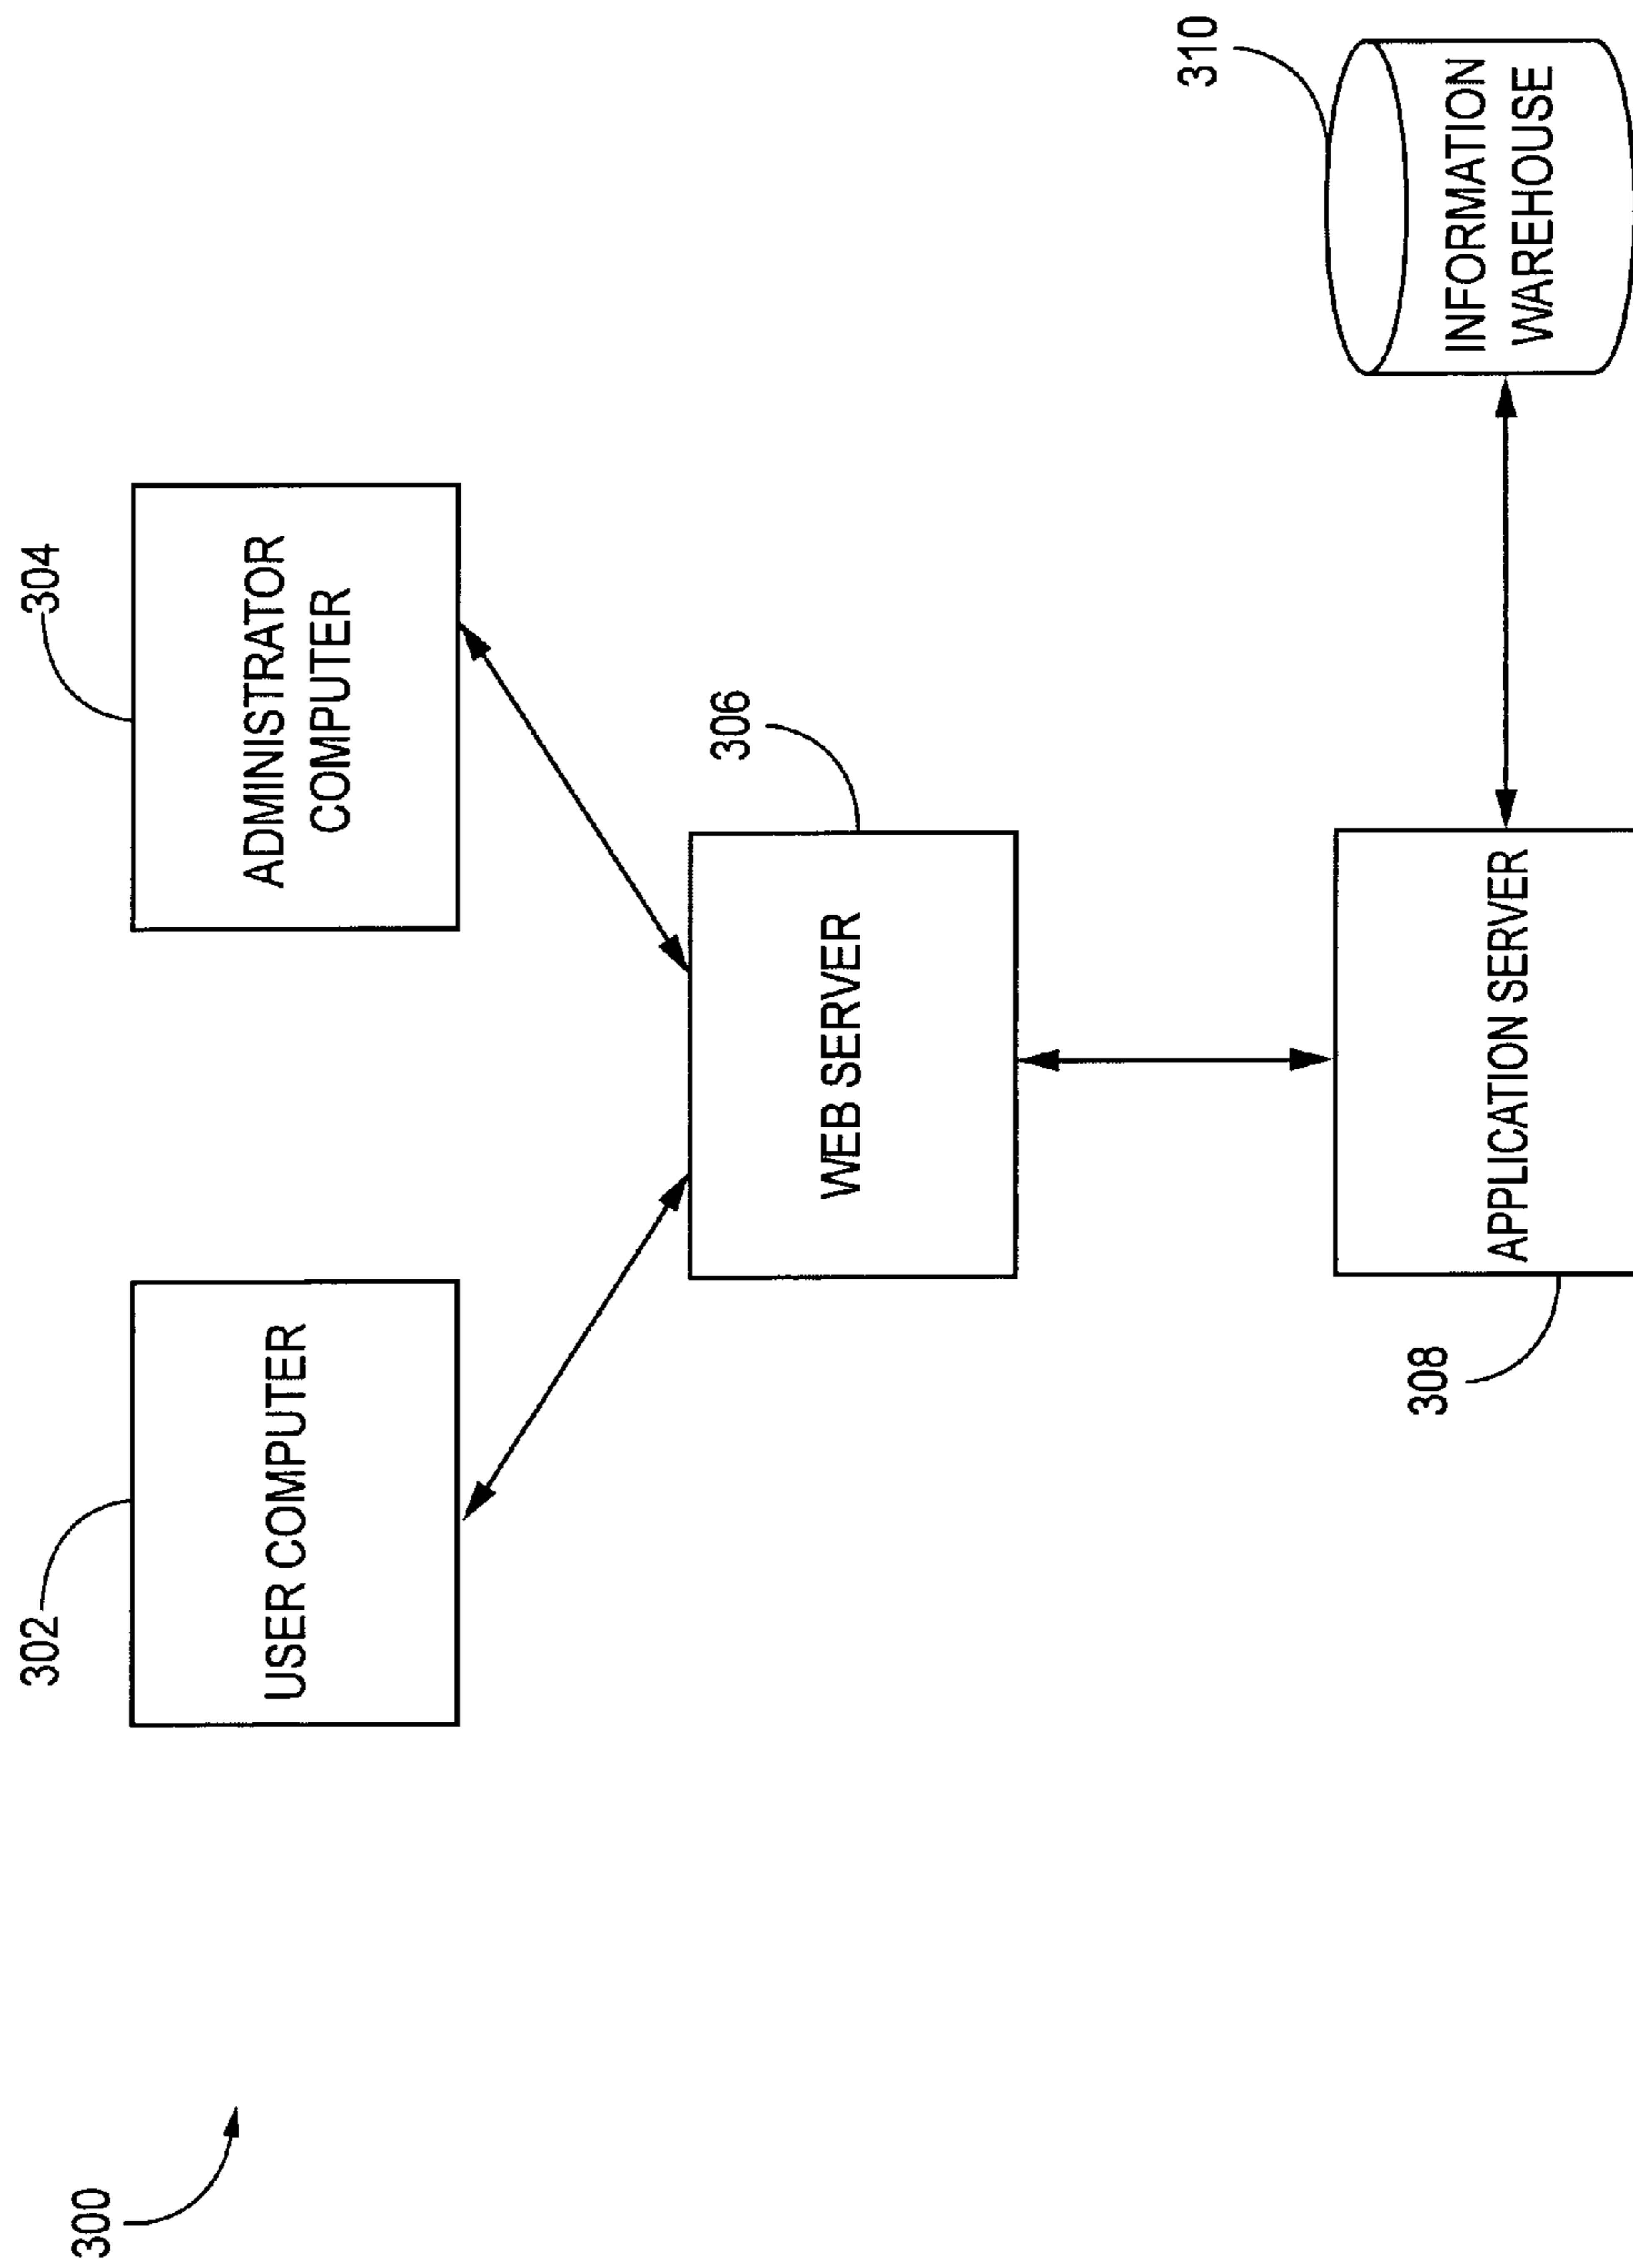 300
302
USER COMPUTER
304
ADMINISTRATOR
COMPUTER
306
WEB SERVER
308
APPLICATION SERVER
310
INFORMATION
WAREHOUSE